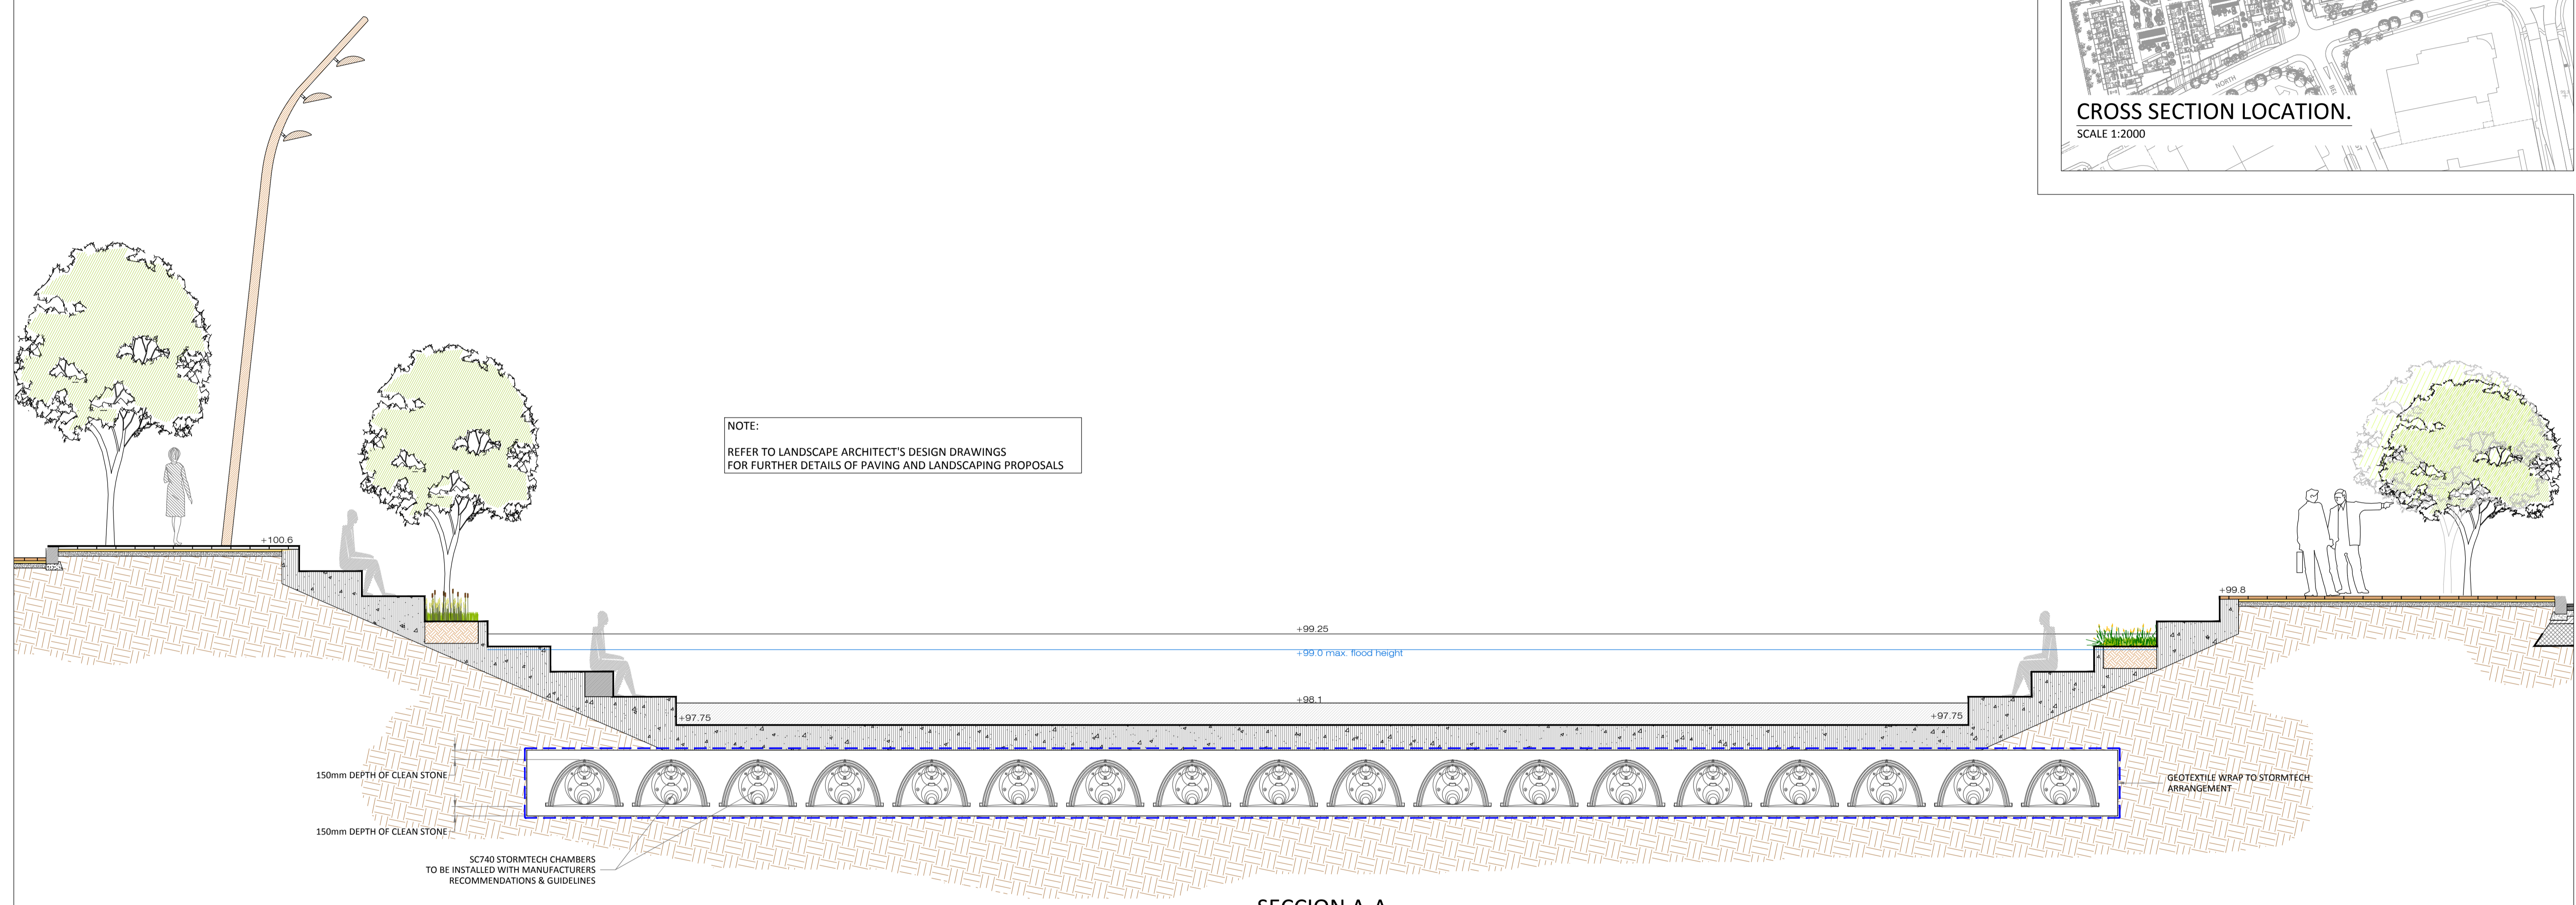 NORTH
CROSS SECTION LOCATION.
SCALE 1:2000
NOTE:
REFER TO LANDSCAPE ARCHITECT'S DESIGN DRAWINGS
FOR FURTHER DETAILS OF PAVING AND LANDSCAPING PROPOSALS
+100.6
+99.8
+99.25
+99.0 max. flood height
+98.1
+97.75
+97.75
150mm DEPTH OF CLEAN STONE
GEOTEXTILE WRAP TO STORMTECH
ARRANGEMENT
150mm DEPTH OF CLEAN STONE
SC740 STORMTECH CHAMBERS
TO BE INSTALLED WITH MANUFACTURERS
RECOMMENDATIONS & GUIDELINES
SECCION A-A